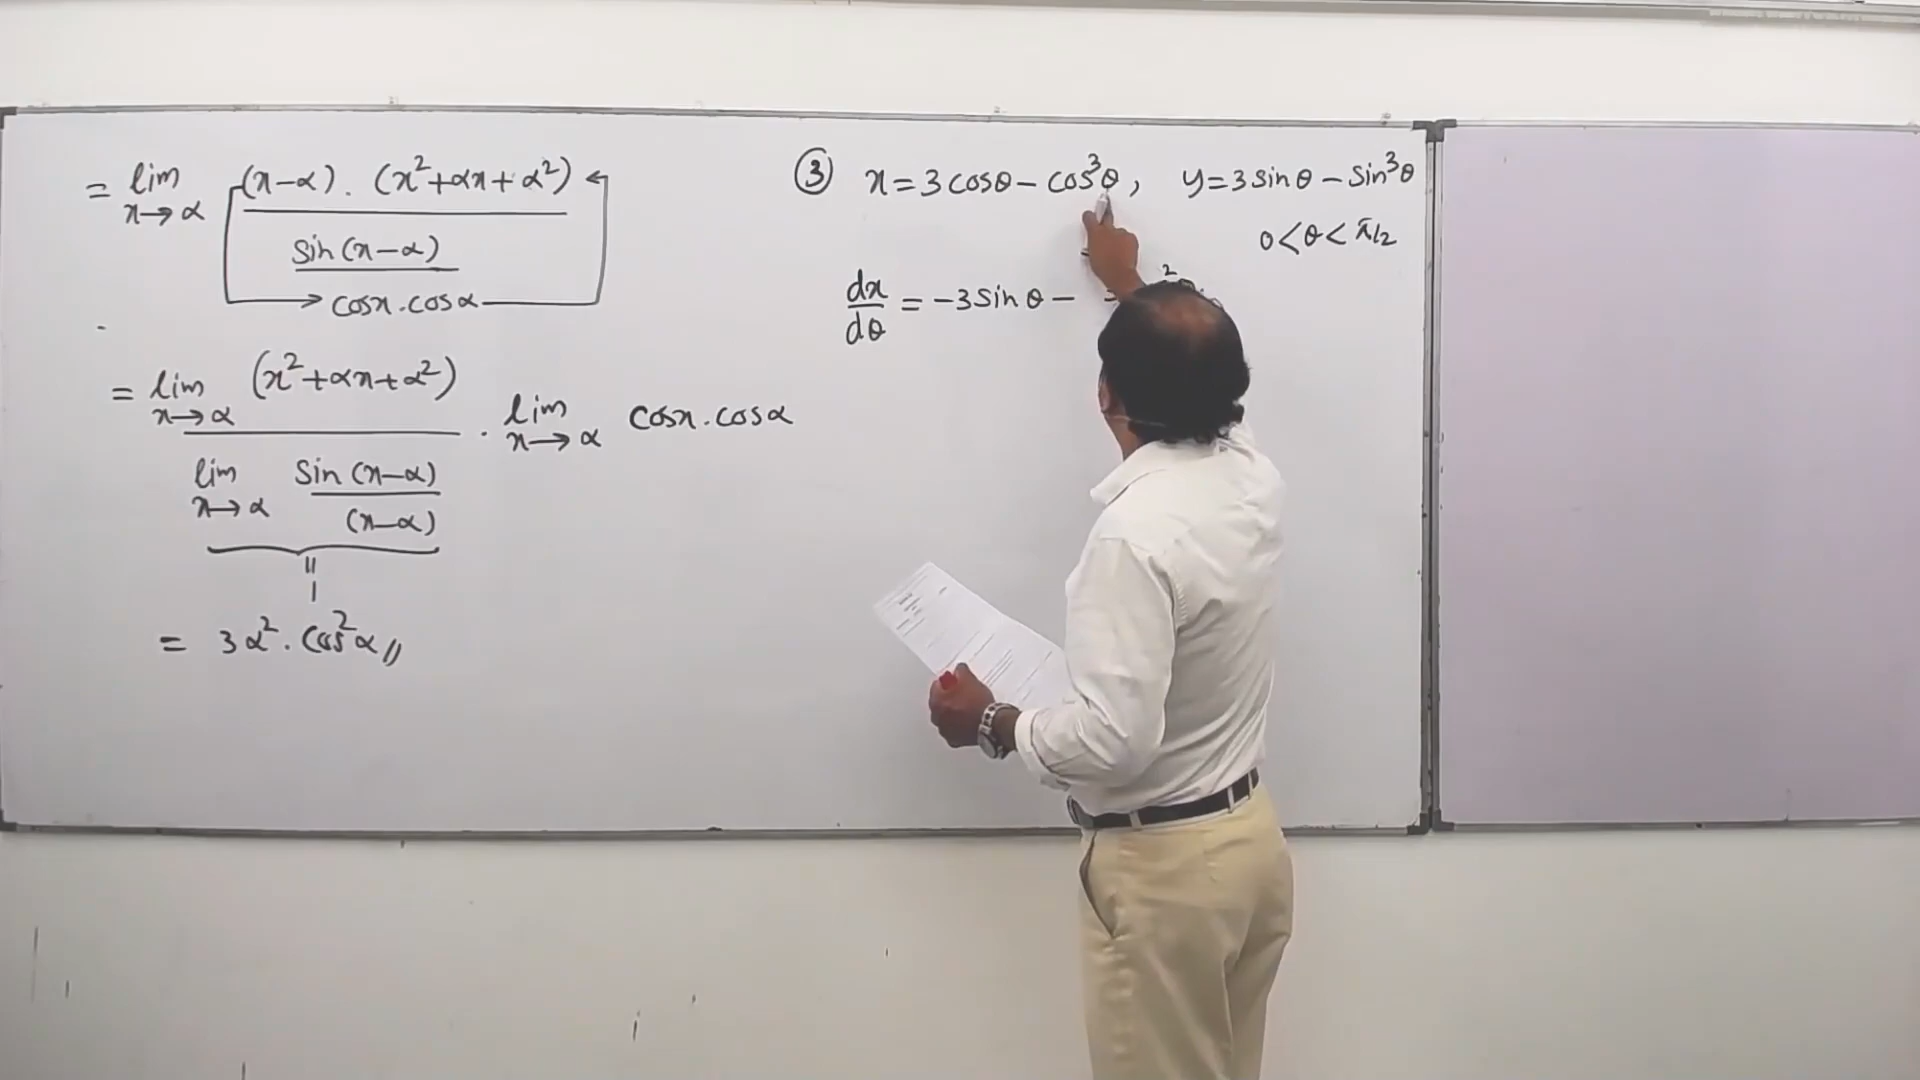 = lim (x-α) . (x²+αx+α²)
x→α
sin(x-α)
cosx.cosα
= lim (x²+αx+α²)
x→α
. lim cosx.cosα
x→α
lim sin(x-α)
x→α (x-α)
॥
1
= 3α².cos²α //
③ x=3cosθ-cos³θ, y=3sinθ-sin³θ
0<θ<π/2
dx = -3sinθ-
dθ